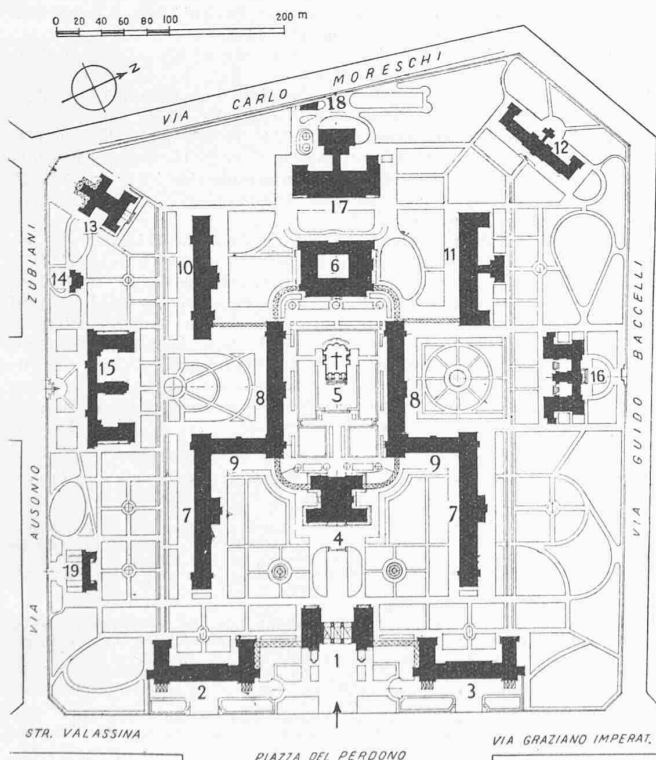 0 20 40 60 80 100 200 m
N
VIA CARLO MORESCHI
18
12
17
13
ZUBIANI
10
6
11
14
VIA GUIDO BACCELLI
15
16
8
5
8
9
9
7
7
VIA AUSONIO
4
19
1
2
3
STR. VALASSINA
VIA GRAZIANO IMPERAT.
PIAZZA DEL PERDONO